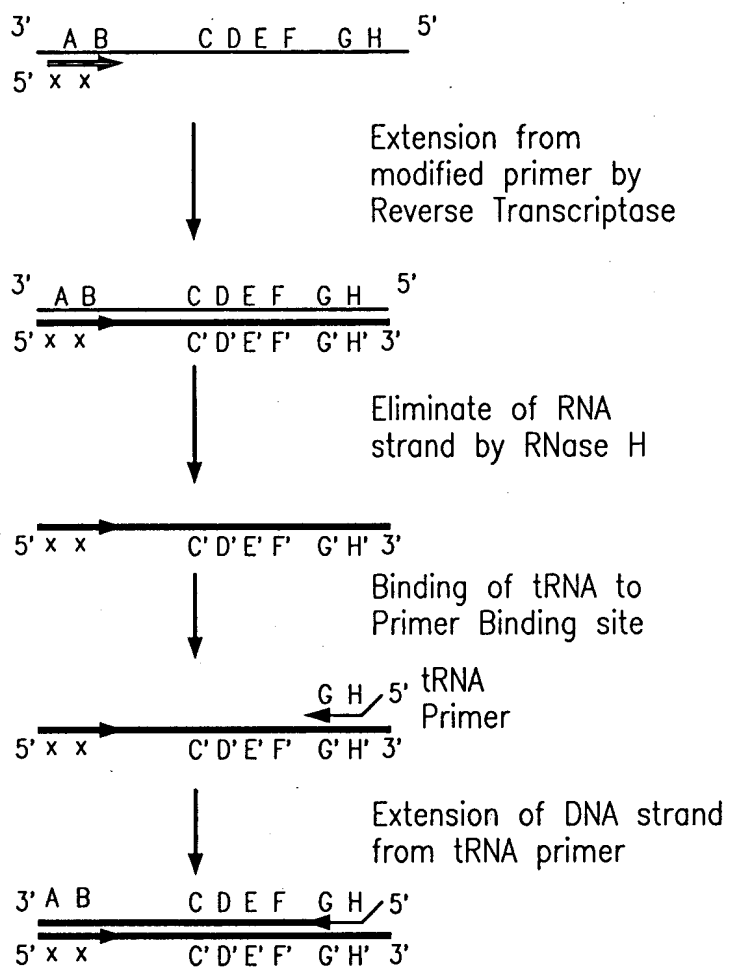 3' A B C D E F G H 5'
5' x x
Extension from
modified primer by
Reverse Transcriptase
3' A B C D E F G H 5'
5' x x C' D' E' F' G' H' 3'
Eliminate of RNA
strand by RNase H
5' x x C' D' E' F' G' H' 3'
Binding of tRNA to
Primer Binding site
G H 5' tRNA
Primer
5' x x C' D' E' F' G' H' 3'
Extension of DNA strand
from tRNA primer
3' A B C D E F G H 5'
5' x x C' D' E' F' G' H' 3'